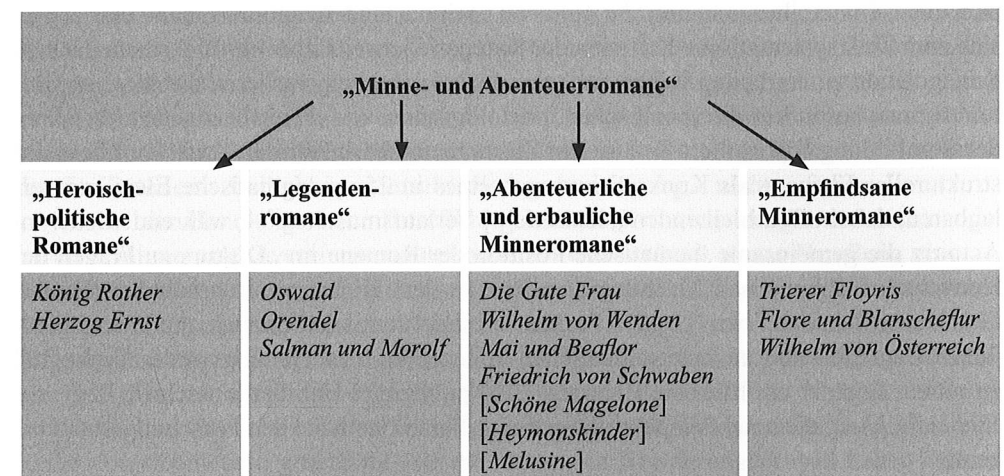 „Minne- und Abenteuerromane“
„Heroisch-
politische
Romane“
„Legenden-
romane“
„Abenteuerliche
und erbauliche
Minneromane“
„Empfindsame
Minneromane“
König Rother
Herzog Ernst
Oswald
Orendel
Salman und Morolf
Die Gute Frau
Wilhelm von Wenden
Mai und Beaflor
Friedrich von Schwaben
[Schöne Magelone]
[Heymonskinder]
[Melusine]
Trierer Floyris
Flore und Blanscheflur
Wilhelm von Österreich